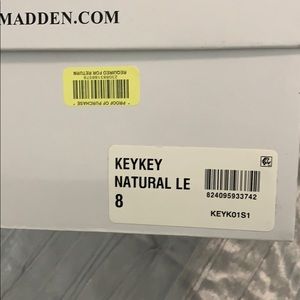 MADDEN.COM
* PROOF OF PURCHASE *
REQUIRED FOR RETURN
KEYKEY
NATURAL LE
8
824095933742
KEYK01S1